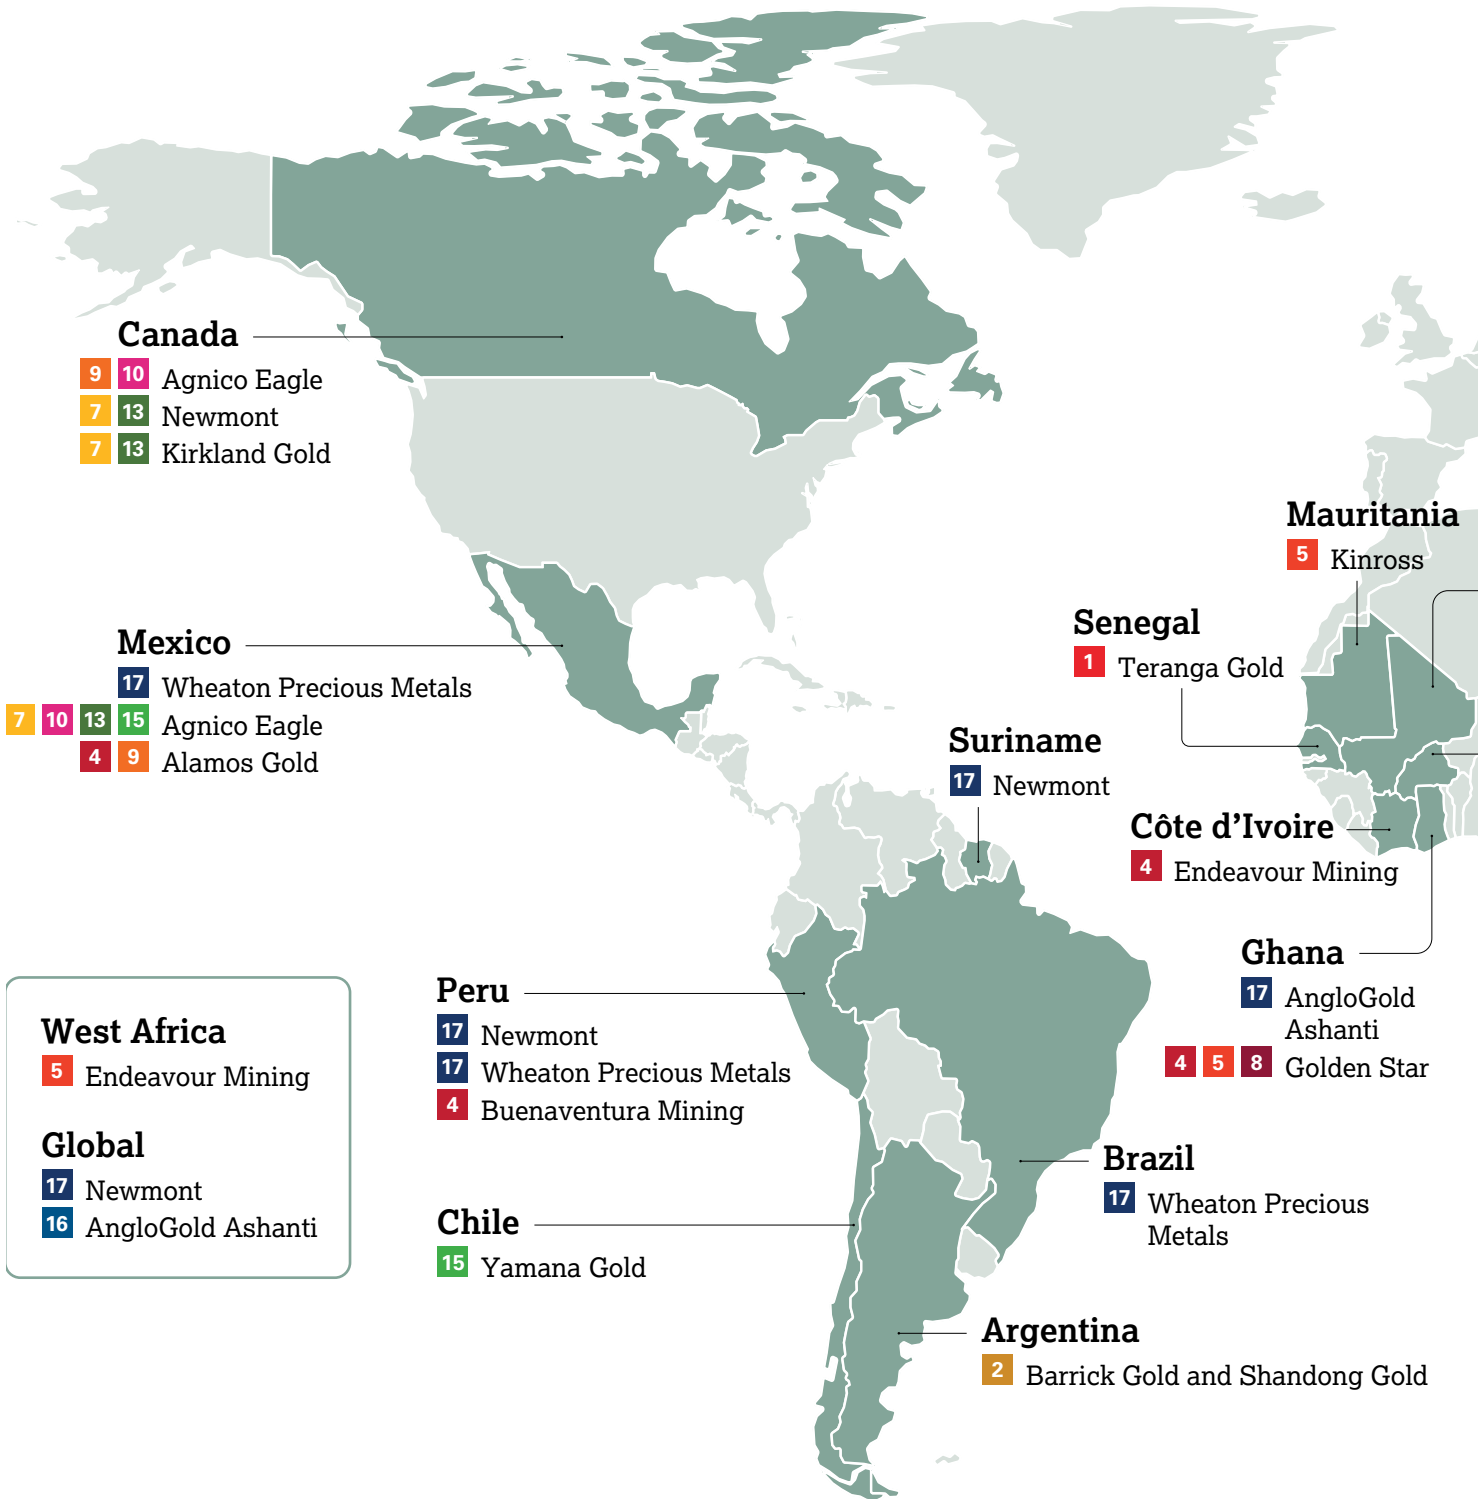 Canada
9 10 Agnico Eagle
7 13 Newmont
7 13 Kirkland Gold
Mauritania
5 Kinross
Senegal
1 Teranga Gold
Mexico
17 Wheaton Precious Metals
7 10 13 15 Agnico Eagle
4 9 Alamos Gold
Suriname
17 Newmont
Côte d’Ivoire
4 Endeavour Mining
Ghana
17 AngloGold
Ashanti
4 5 8 Golden Star
Peru
17 Newmont
17 Wheaton Precious Metals
4 Buenaventura Mining
West Africa
5 Endeavour Mining
Global
17 Newmont
16 AngloGold Ashanti
Brazil
17 Wheaton Precious
Metals
Chile
15 Yamana Gold
Argentina
2 Barrick Gold and Shandong Gold